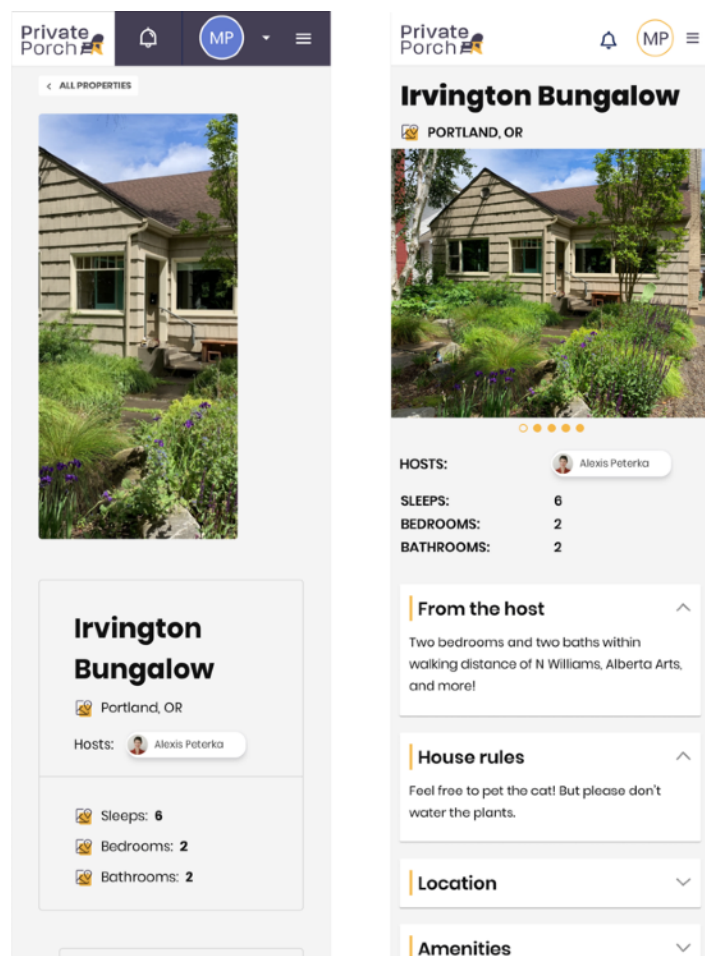 Private
Porch
MP
< ALL PROPERTIES
Irvington
Bungalow
Portland, OR
Hosts: Alexis Peterka
Sleeps: 6
Bedrooms: 2
Bathrooms: 2
Private
Porch
MP
Irvington Bungalow
PORTLAND, OR
HOSTS: Alexis Peterka
SLEEPS: 6
BEDROOMS: 2
BATHROOMS: 2
From the host
Two bedrooms and two baths within
walking distance of N Williams, Alberta Arts,
and more!
House rules
Feel free to pet the cat! But please don't
water the plants.
Location
Amenities